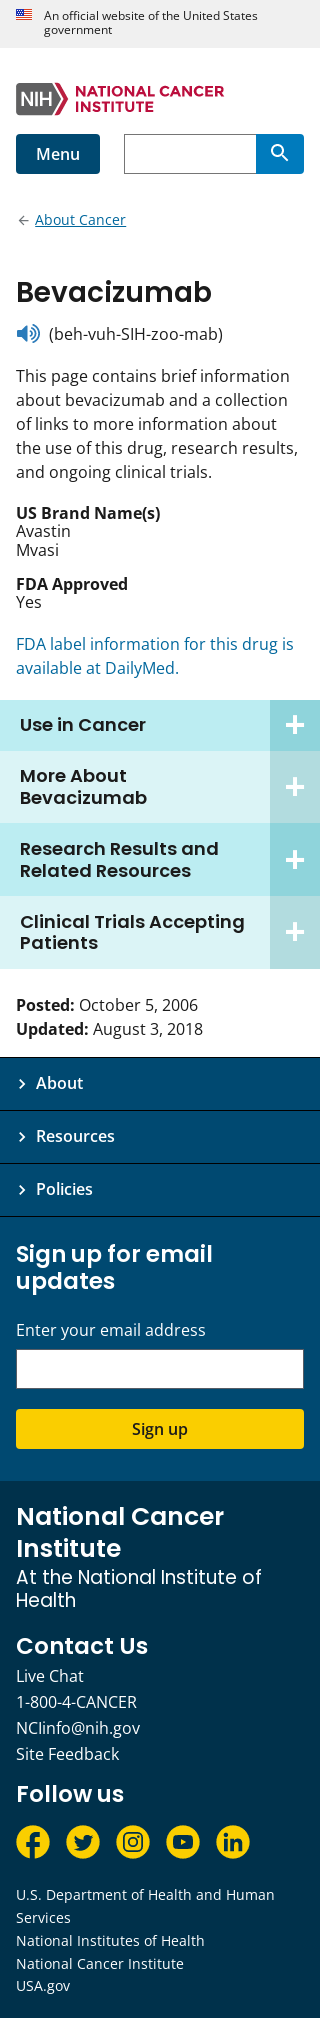 An official website of the United States
government
NIH NATIONAL CANCER
INSTITUTE
Menu
About Cancer
Bevacizumab
(beh-vuh-SIH-zoo-mab)
This page contains brief information
about bevacizumab and a collection
of links to more information about
the use of this drug, research results,
and ongoing clinical trials.
US Brand Name(s)
Avastin
Mvasi
FDA Approved
Yes
FDA label information for this drug is
available at DailyMed.
Use in Cancer
More About
Bevacizumab
Research Results and
Related Resources
Clinical Trials Accepting
Patients
Posted: October 5, 2006
Updated: August 3, 2018
About
Resources
Policies
Sign up for email
updates
Enter your email address
Sign up
National Cancer
Institute
At the National Institute of
Health
Contact Us
Live Chat
1-800-4-CANCER
NCIinfo@nih.gov
Site Feedback
Follow us
U.S. Department of Health and Human
Services
National Institutes of Health
National Cancer Institute
USA.gov